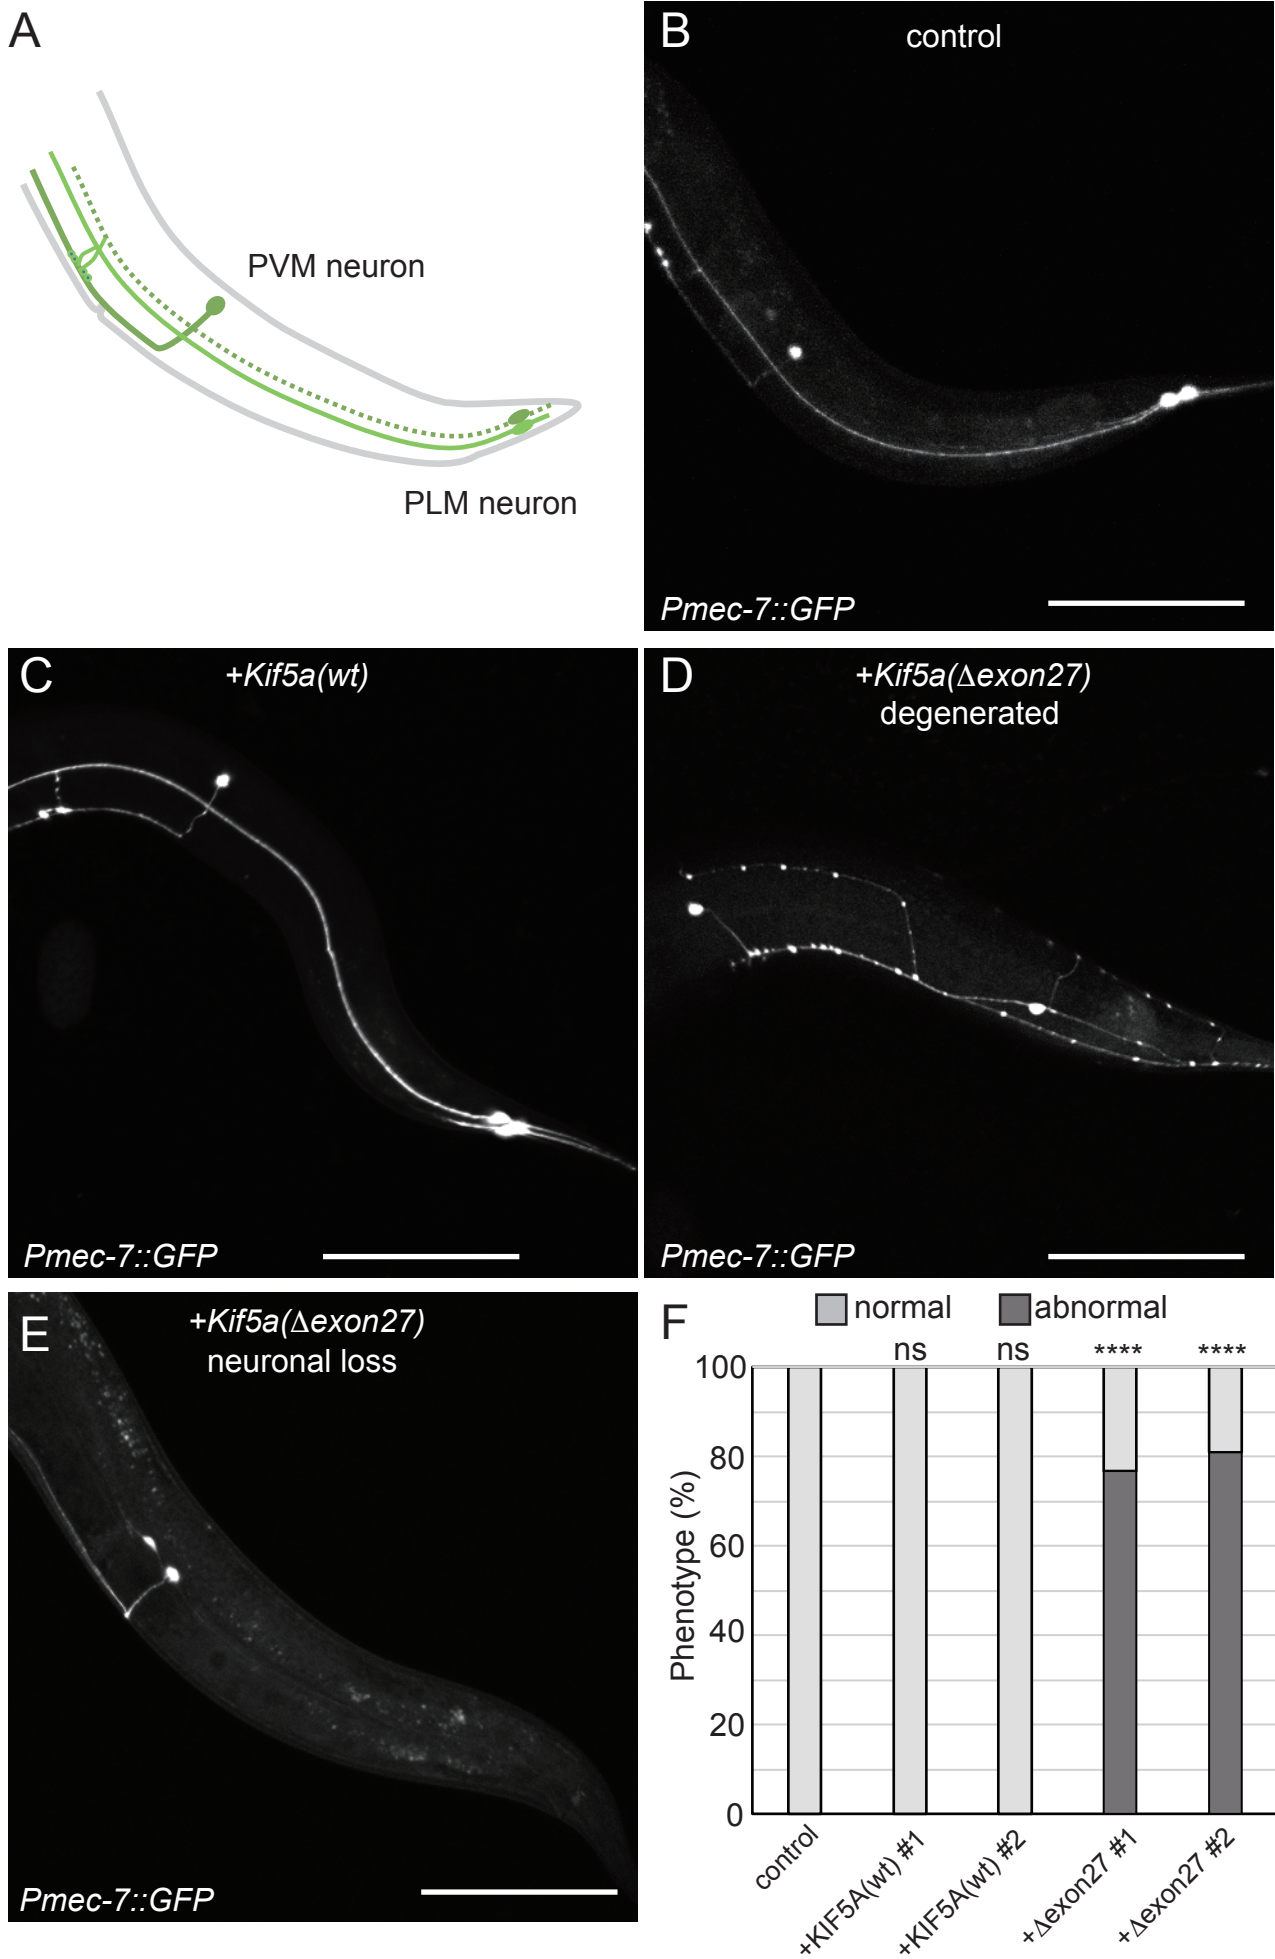 A
PVM neuron
PLM neuron
B
control
Pmec-7::GFP
C
+Kif5a(wt)
Pmec-7::GFP
D
+Kif5a(Δexon27)
degenerated
Pmec-7::GFP
E
+Kif5a(Δexon27)
neuronal loss
Pmec-7::GFP
F
normal
abnormal
ns
ns
****
****
Phenotype (%)
100
80
60
40
20
0
control
+KIF5A(wt) #1
+KIF5A(wt) #2
+Δexon27 #1
+Δexon27 #2